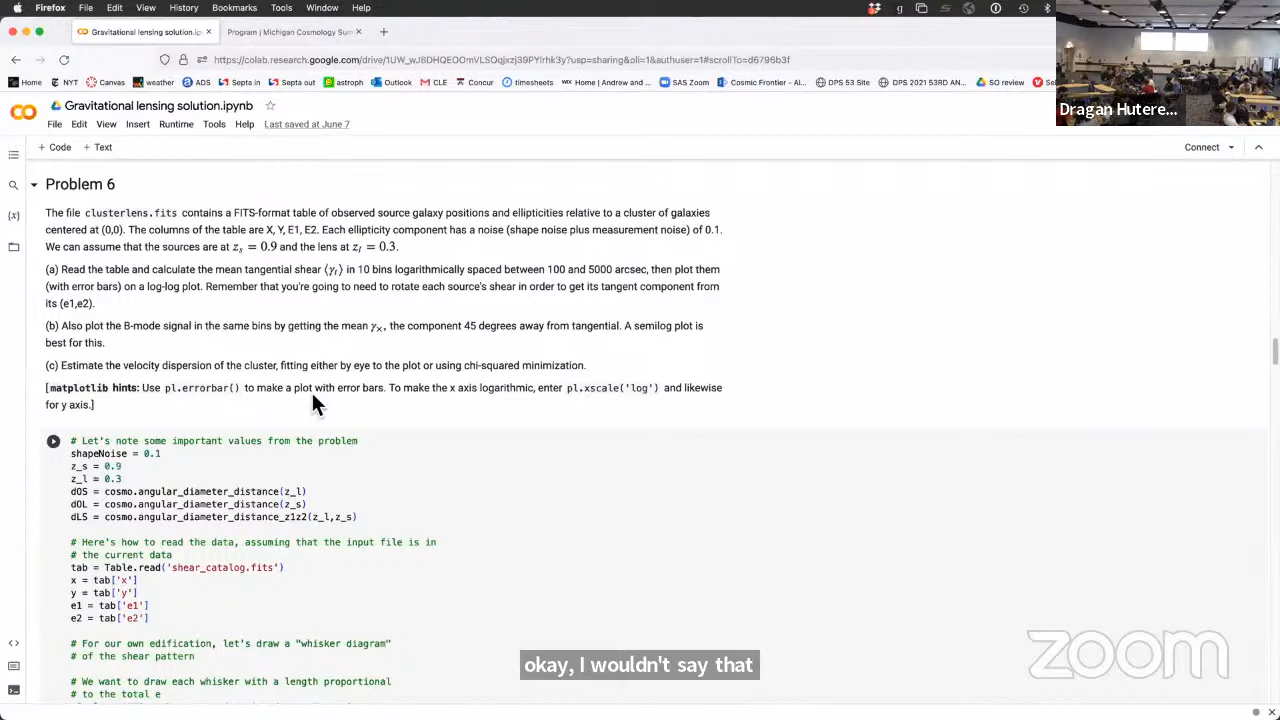 Firefox File Edit View History Bookmarks Tools Window Help
Gravitational lensing solution.i
Program | Michigan Cosmology Sum
https://colab.research.google.com/drive/1UW_wJ8DHQEOOmVLSQqjxzj39PYIrhk3y?usp=sharing&pli=1&authuser=1#scrollTo=d6796b3f
Home NYT Canvas weather ADS Septa in Septa out astroph Outlook CLE Concur timesheets Home | Andrew and ... SAS Zoom Cosmic Frontier - Al... DPS 53 Site DPS 2021 53RD AN... SO review
Dragan Hutere...
Gravitational lensing solution.ipynb
File Edit View Insert Runtime Tools Help Last saved at June 7
+ Code + Text Connect
Problem 6
The file clusterlens.fits contains a FITS-format table of observed source galaxy positions and ellipticities relative to a cluster of galaxies
centered at (0,0). The columns of the table are X, Y, E1, E2. Each ellipticity component has a noise (shape noise plus measurement noise) of 0.1.
We can assume that the sources are at z_s = 0.9 and the lens at z_l = 0.3.
(a) Read the table and calculate the mean tangential shear ⟨γ_t⟩ in 10 bins logarithmically spaced between 100 and 5000 arcsec, then plot them
(with error bars) on a log-log plot. Remember that you're going to need to rotate each source's shear in order to get its tangent component from
its (e1,e2).
(b) Also plot the B-mode signal in the same bins by getting the mean γ_×, the component 45 degrees away from tangential. A semilog plot is
best for this.
(c) Estimate the velocity dispersion of the cluster, fitting either by eye to the plot or using chi-squared minimization.
[matplotlib hints: Use pl.errorbar() to make a plot with error bars. To make the x axis logarithmic, enter pl.xscale('log') and likewise
for y axis.]
# Let's note some important values from the problem
shapeNoise = 0.1
z_s = 0.9
z_l = 0.3
dOS = cosmo.angular_diameter_distance(z_l)
dOL = cosmo.angular_diameter_distance(z_s)
dLS = cosmo.angular_diameter_distance_z1z2(z_l,z_s)
# Here's how to read the data, assuming that the input file is in
# the current data
tab = Table.read('shear_catalog.fits')
x = tab['x']
y = tab['y']
e1 = tab['e1']
e2 = tab['e2']
# For our own edification, let's draw a "whisker diagram"
# of the shear pattern
# We want to draw each whisker with a length proportional
# to the total e
okay, I wouldn't say that
zoom